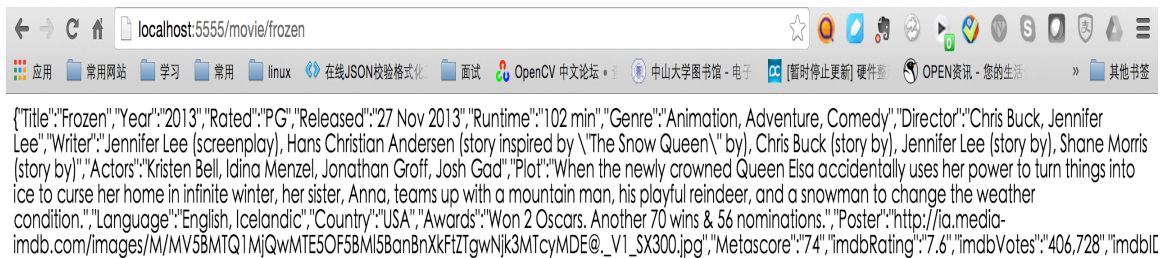 localhost:5555/movie/frozen
应用 常用网站 学习 常用 linux 在线JSON校验格式化 面试 OpenCV 中文论坛 中山大学图书馆 - 电子 [暂时停止更新] 硬件 OPEN资讯 - 您的生活 » 其他书签
{"Title":"Frozen","Year":"2013","Rated":"PG","Released":"27 Nov 2013","Runtime":"102 min","Genre":"Animation, Adventure, Comedy","Director":"Chris Buck, Jennifer
Lee","Writer":"Jennifer Lee (screenplay), Hans Christian Andersen (story inspired by \"The Snow Queen\" by), Chris Buck (story by), Jennifer Lee (story by), Shane Morris
(story by)","Actors":"Kristen Bell, Idina Menzel, Jonathan Groff, Josh Gad","Plot":"When the newly crowned Queen Elsa accidentally uses her power to turn things into
ice to curse her home in infinite winter, her sister, Anna, teams up with a mountain man, his playful reindeer, and a snowman to change the weather
condition.","Language":"English, Icelandic","Country":"USA","Awards":"Won 2 Oscars. Another 70 wins & 56 nominations.","Poster":"http://ia.media-
imdb.com/images/M/MV5BMTQ1MjQwMTE5OF5BMl5BanBnXkFtZTgwNjk3MTcyMDE@._V1_SX300.jpg","Metascore":"74","imdbRating":"7.6","imdbVotes":"406,728","imdbID